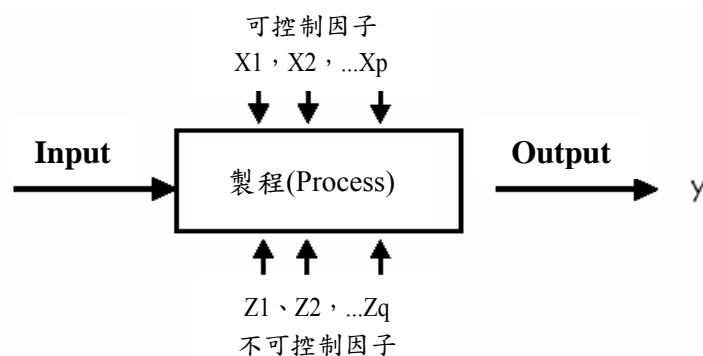 可控制因子
X1，X2，...Xp
Input
製程(Process)
Output
y
Z1、Z2，...Zq
不可控制因子